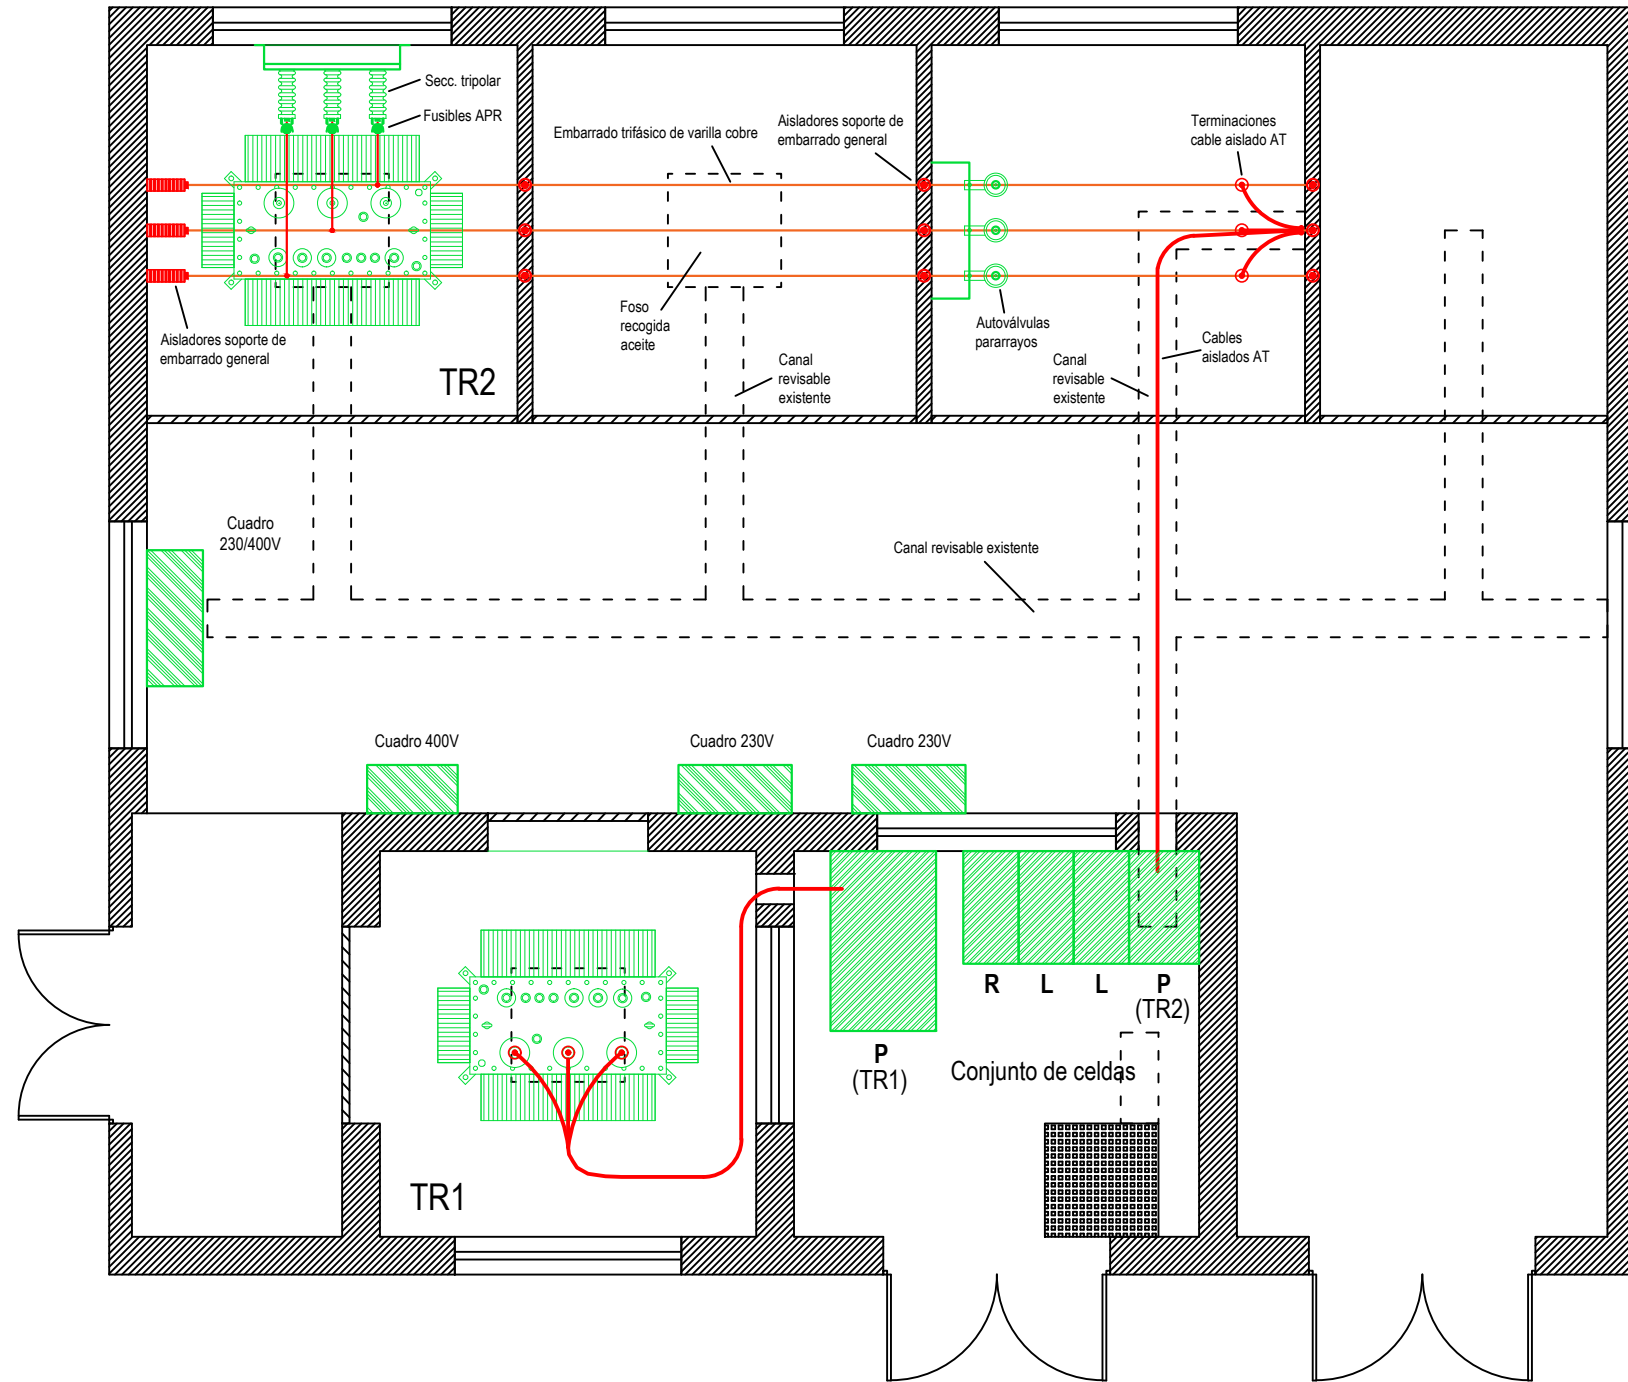 Secc. tripolar
Fusibles APR
Embarrado trifásico de varilla cobre
Aisladores soporte de
embarrado general
Terminaciones
cable aislado AT
Aisladores soporte de
embarrado general
TR2
Foso
recogida
aceite
Canal
revisable
existente
Autoválvulas
pararrayos
Canal
revisable
existente
Cables
aislados AT
Cuadro
230/400V
Canal revisable existente
Cuadro 400V
Cuadro 230V
Cuadro 230V
R
L
L
P
(TR2)
P
(TR1)
Conjunto de celdas
TR1